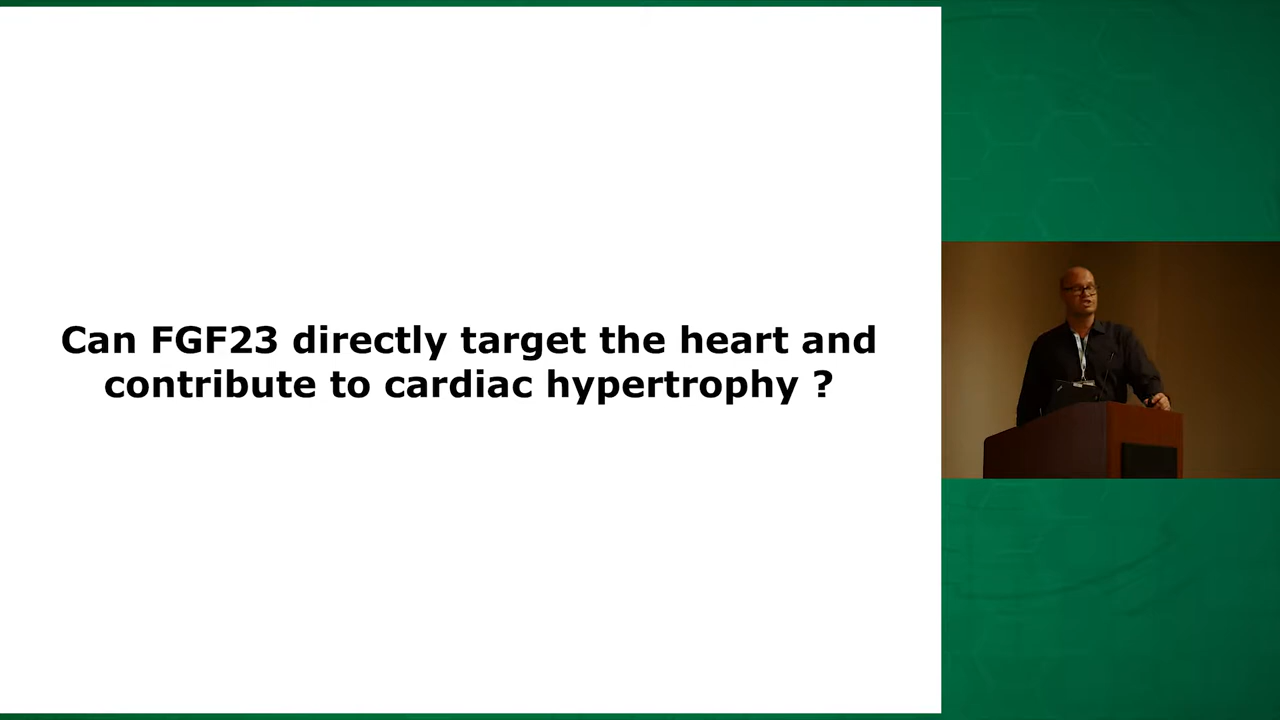 Can FGF23 directly target the heart and
contribute to cardiac hypertrophy ?